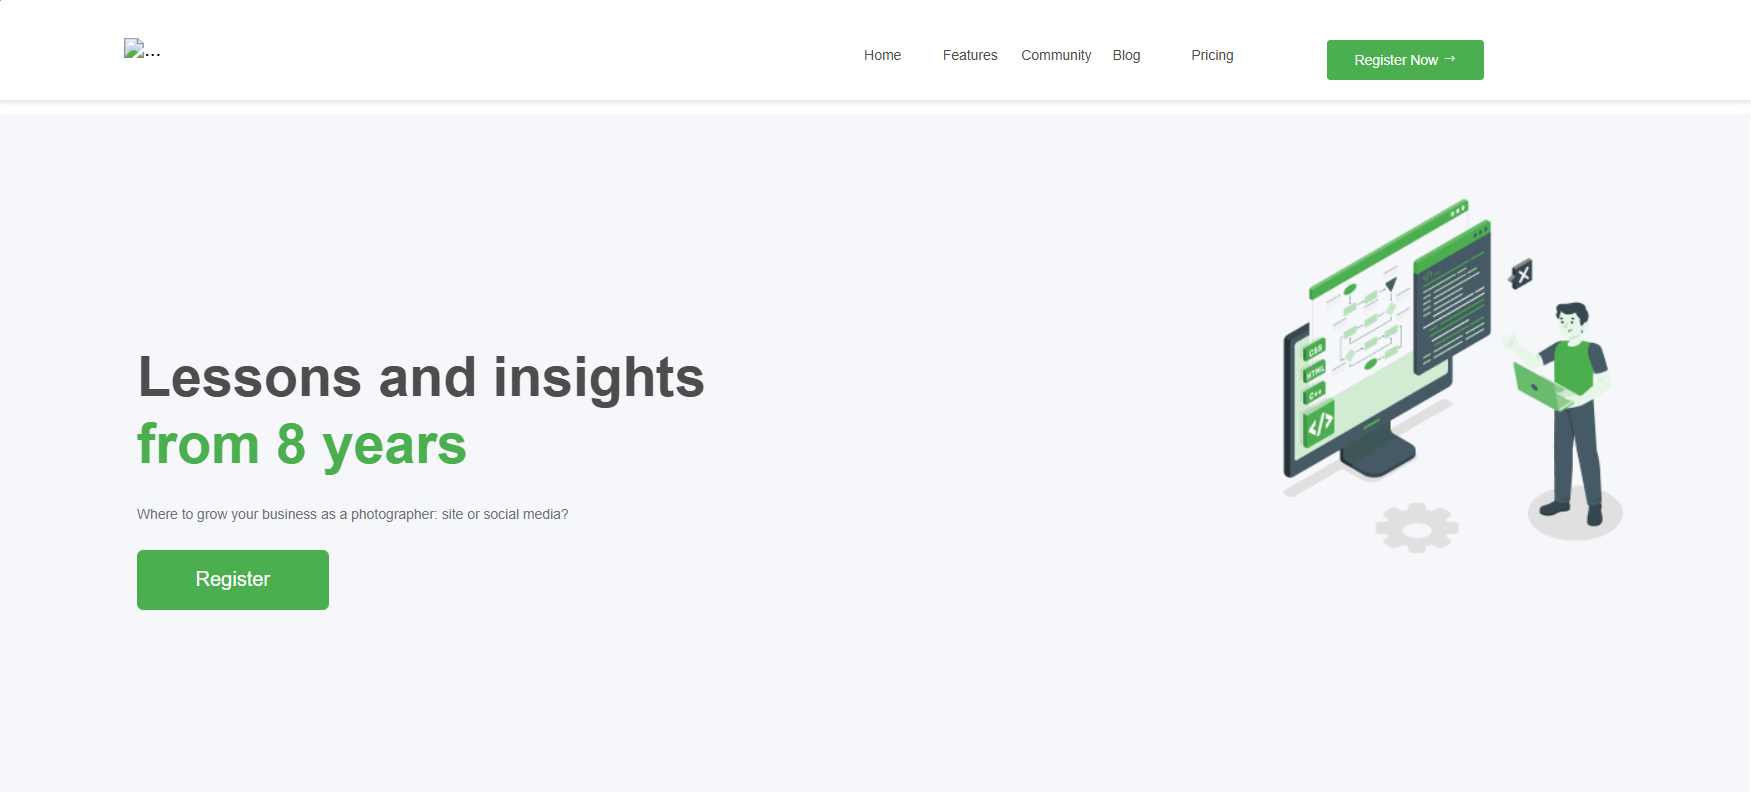 ...
Home Features Community Blog Pricing Register Now →
CSS
HTML
C++
</>
Lessons and insights
from 8 years
Where to grow your business as a photographer: site or social media?
Register